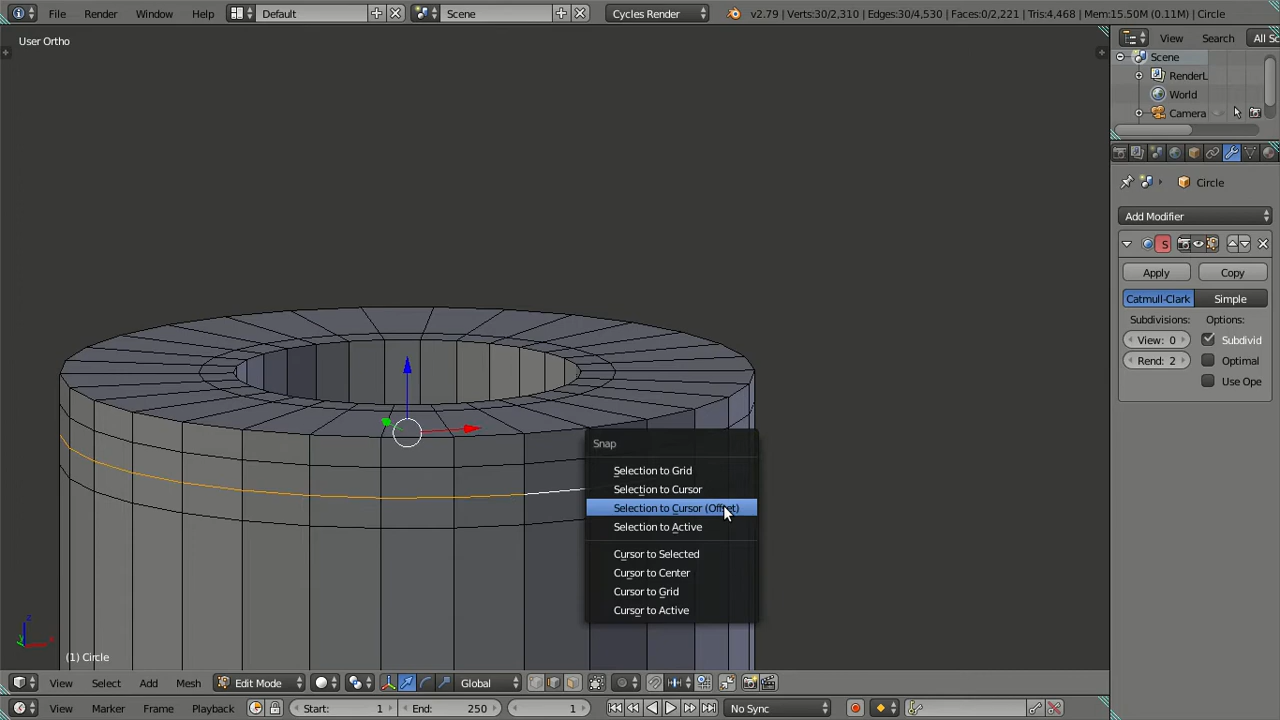 File Render Window Help Default Scene Cycles Render v2.79 | Verts:30/2,310 | Edges:30/4,530 | Faces:0/2,221 | Tris:4,468 | Mem:15.50M (0.11M) | Circle
User Ortho
View Search All Sc
Scene
RenderL
World
Camera
Circle
Add Modifier
S
Apply Copy
Catmull-Clark Simple
Subdivisions: Options:
View: 0 Subdivid
Rend: 2 Optimal
Use Ope
Snap
Selection to Grid
Selection to Cursor
Selection to Cursor (Offset)
Selection to Active
Cursor to Selected
Cursor to Center
Cursor to Grid
Cursor to Active
z
y x
(1) Circle
View Select Add Mesh Edit Mode Global
View Marker Frame Playback Start: 1 End: 250 1 No Sync